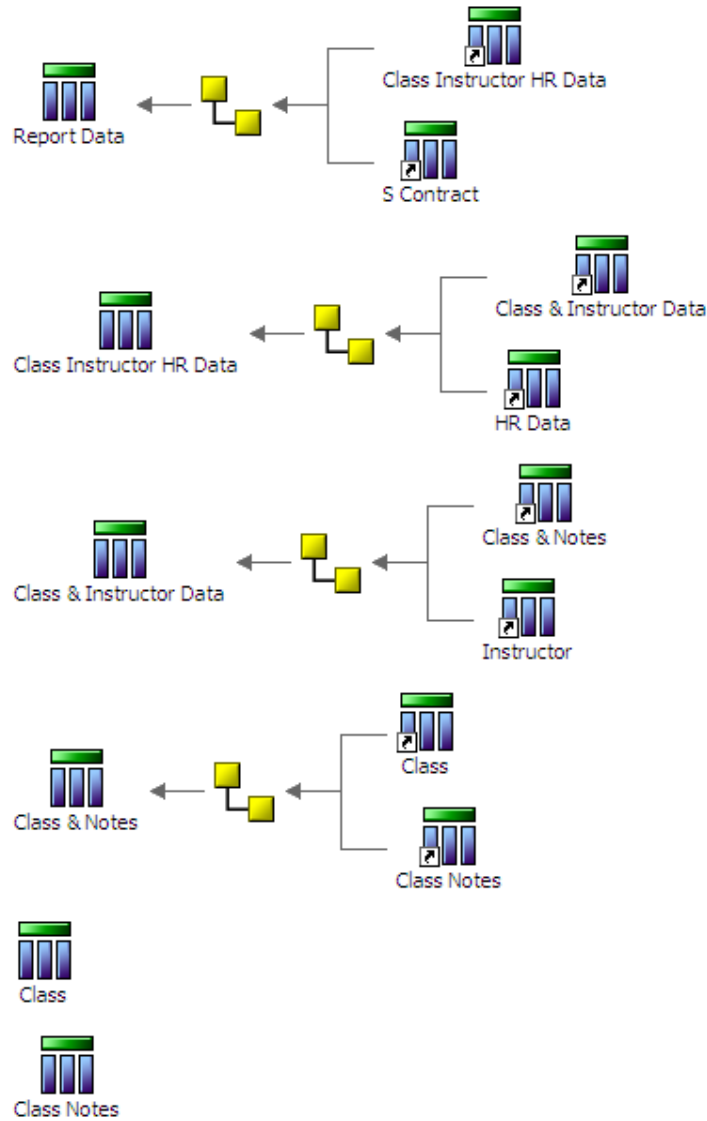 Class Instructor HR Data
Report Data
S Contract
Class & Instructor Data
Class Instructor HR Data
HR Data
Class & Notes
Class & Instructor Data
Instructor
Class
Class & Notes
Class Notes
Class
Class Notes